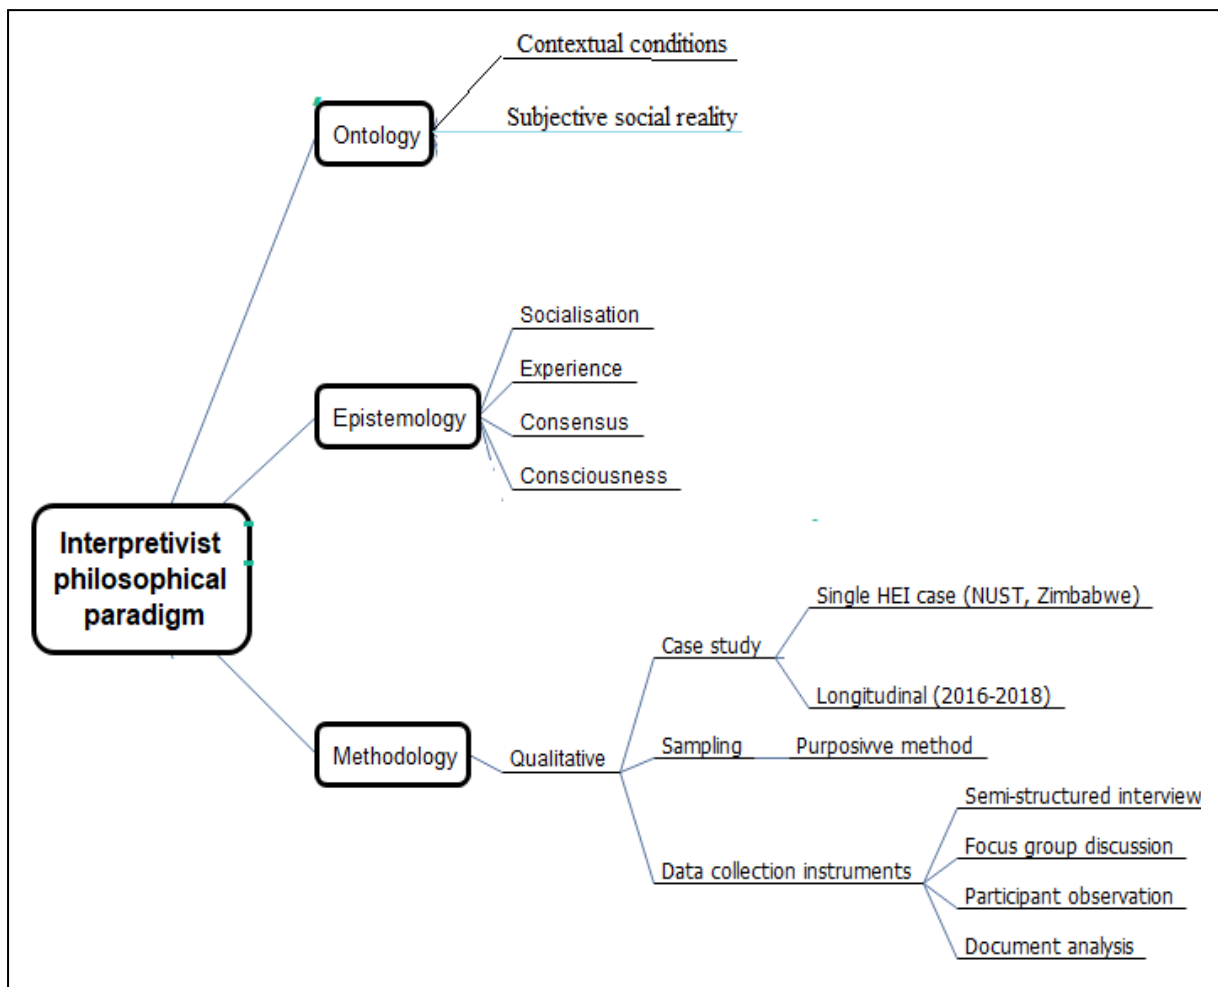 Contextual conditions
Subjective social reality
Ontology
Socialisation
Experience
Epistemology
Consensus
Consciousness
Interpretivist
philosophical
paradigm
Single HEI case (NUST, Zimbabwe)
Case study
Longitudinal (2016-2018)
Methodology
Qualitative
Sampling
Purposivve method
Semi-structured interview
Focus group discussion
Data collection instruments
Participant observation
Document analysis